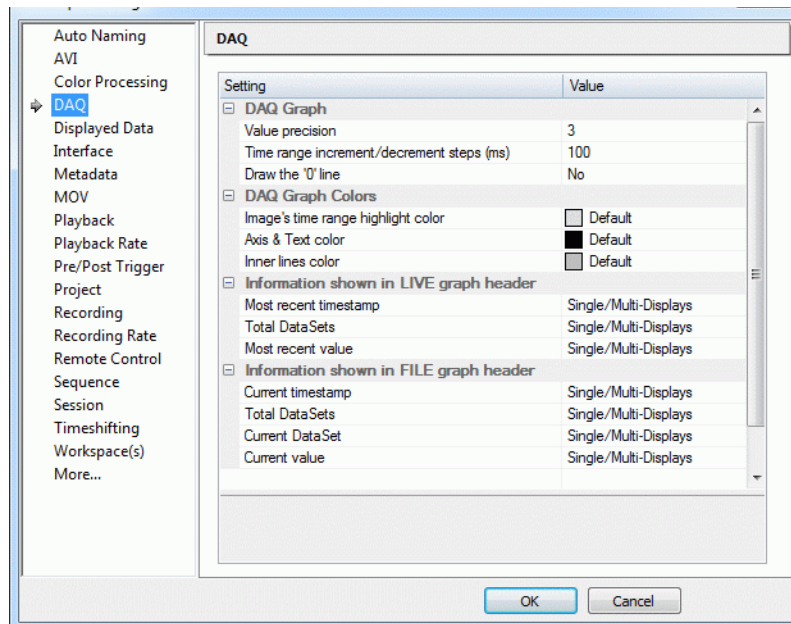 Auto Naming
AVI
Color Processing
DAQ
Displayed Data
Interface
Metadata
MOV
Playback
Playback Rate
Pre/Post Trigger
Project
Recording
Recording Rate
Remote Control
Sequence
Session
Timeshifting
Workspace(s)
More...
DAQ
Setting Value
DAQ Graph
Value precision 3
Time range increment/decrement steps (ms) 100
Draw the '0' line No
DAQ Graph Colors
Image's time range highlight color Default
Axis & Text color Default
Inner lines color Default
Information shown in LIVE graph header
Most recent timestamp Single/Multi-Displays
Total DataSets Single/Multi-Displays
Most recent value Single/Multi-Displays
Information shown in FILE graph header
Current timestamp Single/Multi-Displays
Total DataSets Single/Multi-Displays
Current DataSet Single/Multi-Displays
Current value Single/Multi-Displays
OK Cancel